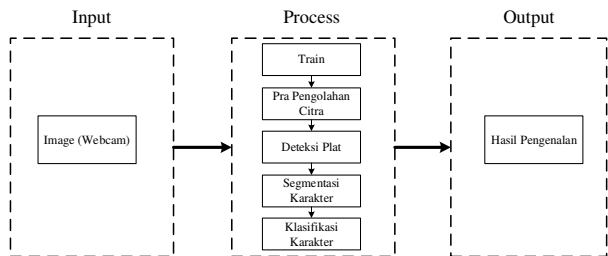 Input
Process
Output
Image (Webcam)
Train
Pra Pengolahan
Citra
Deteksi Plat
Segmentasi
Karakter
Klasifikasi
Karakter
Hasil Pengenalan